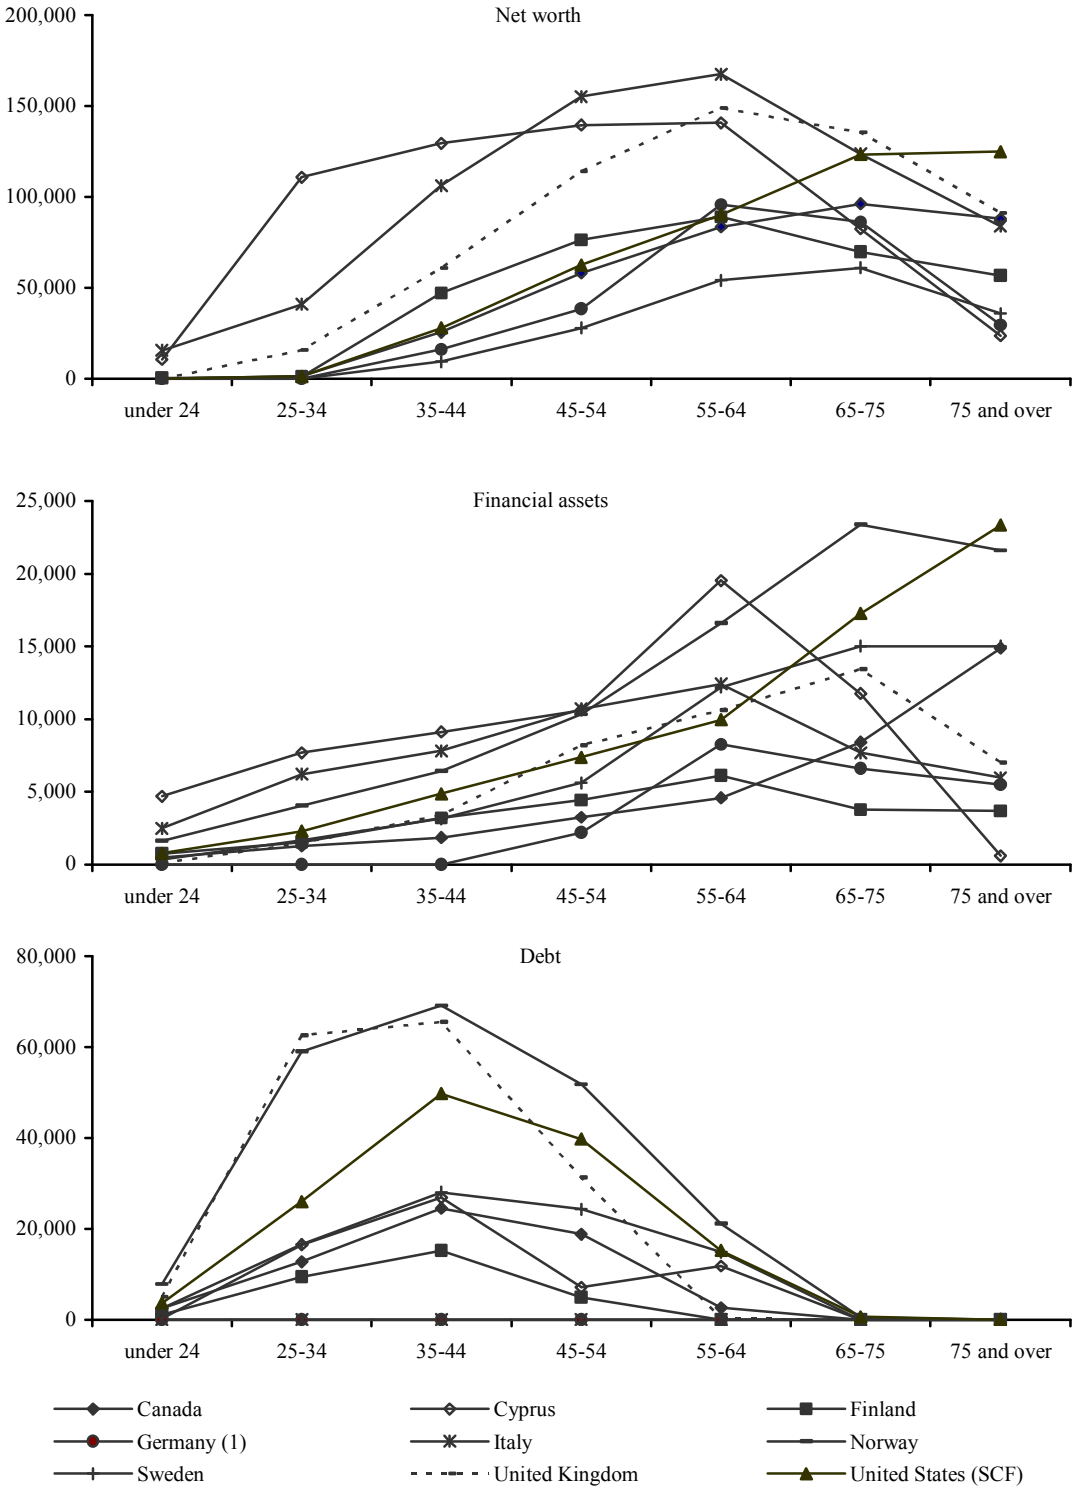 Net worth
200,000
150,000
100,000
50,000
0
under 24 25-34 35-44 45-54 55-64 65-75 75 and over
Financial assets
25,000
20,000
15,000
10,000
5,000
0
under 24 25-34 35-44 45-54 55-64 65-75 75 and over
Debt
80,000
60,000
40,000
20,000
0
under 24 25-34 35-44 45-54 55-64 65-75 75 and over
Canada Cyprus Finland
Germany (1) Italy Norway
Sweden United Kingdom United States (SCF)